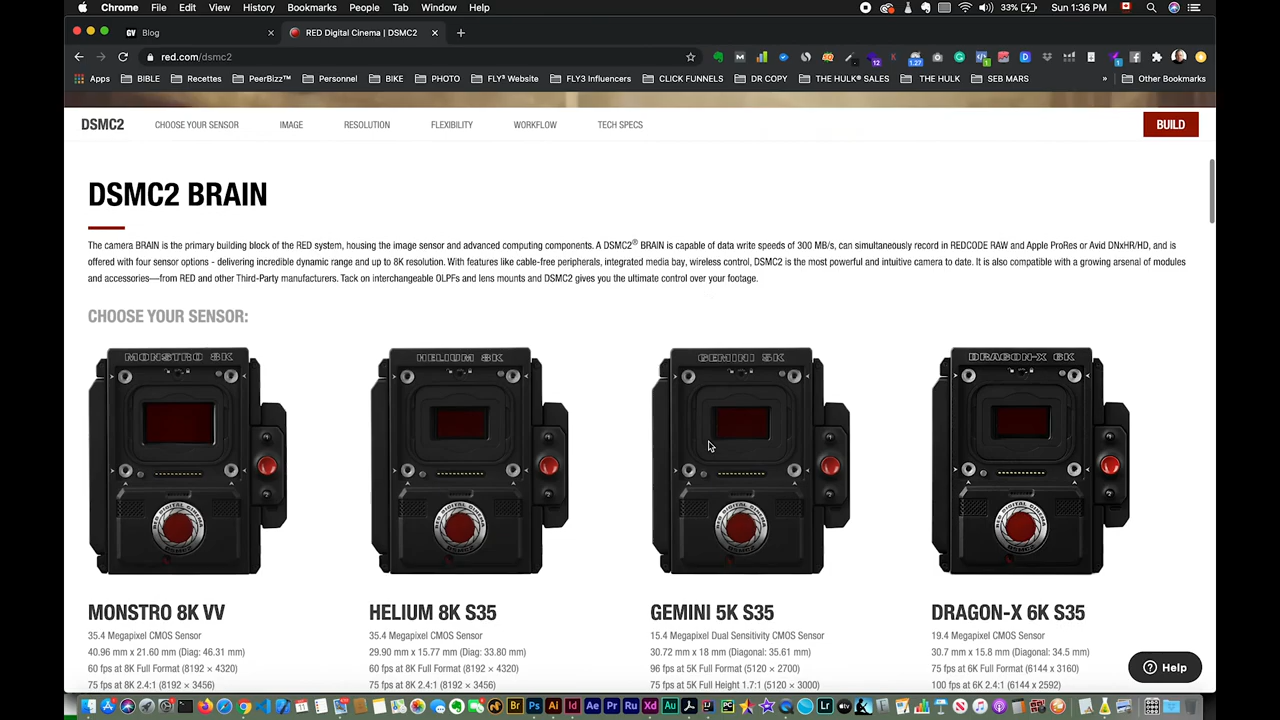 Chrome File Edit View History Bookmarks People Tab Window Help 33% Sun 1:36 PM
GV Blog RED Digital Cinema | DSMC2
red.com/dsmc2
Apps BIBLE Recettes PeerBizz™ Personnel BIKE PHOTO FLY³ Website FLY3 Influencers CLICK FUNNELS DR COPY THE HULK® SALES THE HULK SEB MARS » Other Bookmarks
DSMC2 CHOOSE YOUR SENSOR IMAGE RESOLUTION FLEXIBILITY WORKFLOW TECH SPECS BUILD
DSMC2 BRAIN
The camera BRAIN is the primary building block of the RED system, housing the image sensor and advanced computing components. A DSMC2® BRAIN is capable of data write speeds of 300 MB/s, can simultaneously record in REDCODE RAW and Apple ProRes or Avid DNxHR/HD, and is
offered with four sensor options - delivering incredible dynamic range and up to 8K resolution. With features like cable-free peripherals, integrated media bay, wireless control, DSMC2 is the most powerful and intuitive camera to date. It is also compatible with a growing arsenal of modules
and accessories—from RED and other Third-Party manufacturers. Tack on interchangeable OLPFs and lens mounts and DSMC2 gives you the ultimate control over your footage.
CHOOSE YOUR SENSOR:
MONSTRO 8K HELIUM 8K GEMINI 5K DRAGON-X 6K
MONSTRO 8K VV HELIUM 8K S35 GEMINI 5K S35 DRAGON-X 6K S35
35.4 Megapixel CMOS Sensor 35.4 Megapixel CMOS Sensor 15.4 Megapixel Dual Sensitivity CMOS Sensor 19.4 Megapixel CMOS Sensor
40.96 mm x 21.60 mm (Diag: 46.31 mm) 29.90 mm x 15.77 mm (Diag: 33.80 mm) 30.72 mm x 18 mm (Diagonal: 35.61 mm) 30.7 mm x 15.8 mm (Diagonal: 34.5 mm)
60 fps at 8K Full Format (8192 × 4320) 60 fps at 8K Full Format (8192 × 4320) 96 fps at 5K Full Format (5120 × 2700) 75 fps at 6K Full Format (6144 x 3160)
75 fps at 8K 2.4:1 (8192 × 3456) 75 fps at 8K 2.4:1 (8192 × 3456) 75 fps at 5K Full Height 1.7:1 (5120 × 3000) 100 fps at 6K 2.4:1 (6144 x 2592)
Help
Br Ps Ai Id Ae Pr Ru Xd Au PC Lr